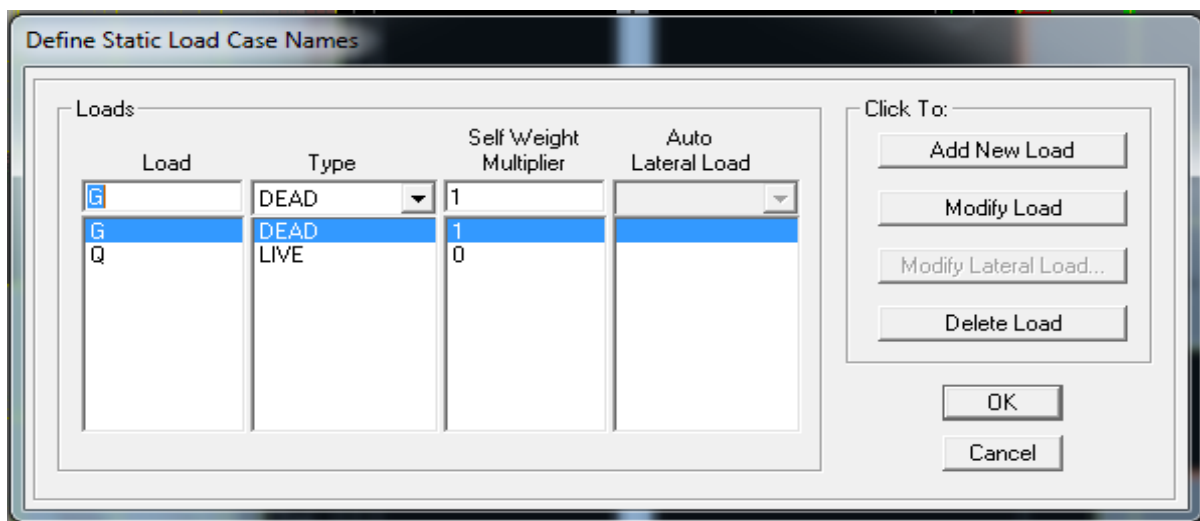 Define Static Load Case Names
Loads
Click To:
Self Weight Auto
Load Type Multiplier Lateral Load
G DEAD 1
G DEAD 1
Q LIVE 0
Add New Load
Modify Load
Modify Lateral Load...
Delete Load
OK
Cancel